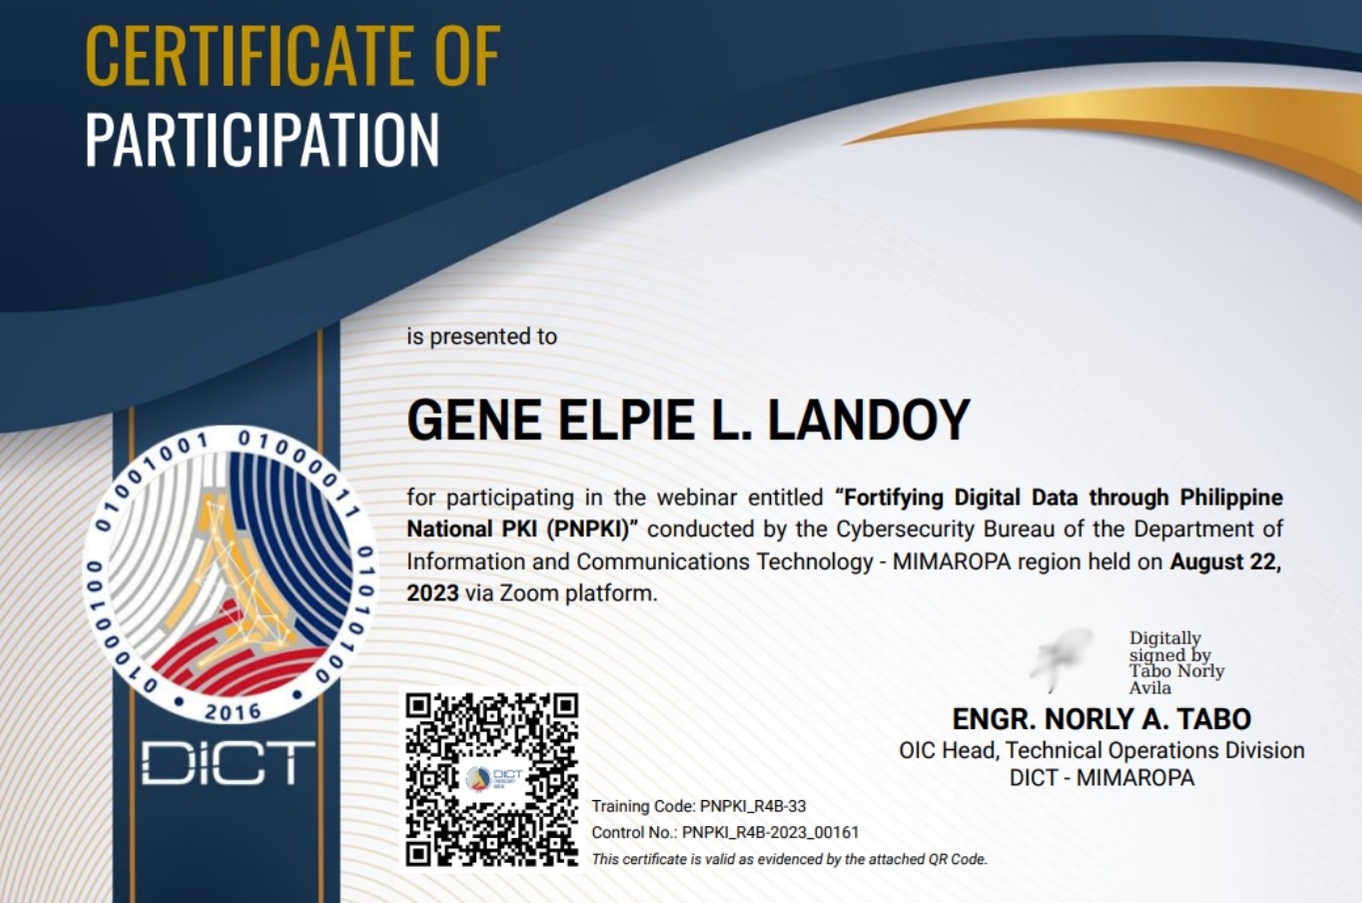 CERTIFICATE OF
PARTICIPATION
is presented to
GENE ELPIE L. LANDOY
for participating in the webinar entitled “Fortifying Digital Data through Philippine
National PKI (PNPKI)” conducted by the Cybersecurity Bureau of the Department of
Information and Communications Technology - MIMAROPA region held on August 22,
2023 via Zoom platform.
01000100 01001001 01000011 01010100
2016
DICT
Digitally
signed by
Tabo Norly
Avila
ENGR. NORLY A. TABO
OIC Head, Technical Operations Division
DICT - MIMAROPA
DICT
Training Code: PNPKI_R4B-33
Control No.: PNPKI_R4B-2023_00161
This certificate is valid as evidenced by the attached QR Code.